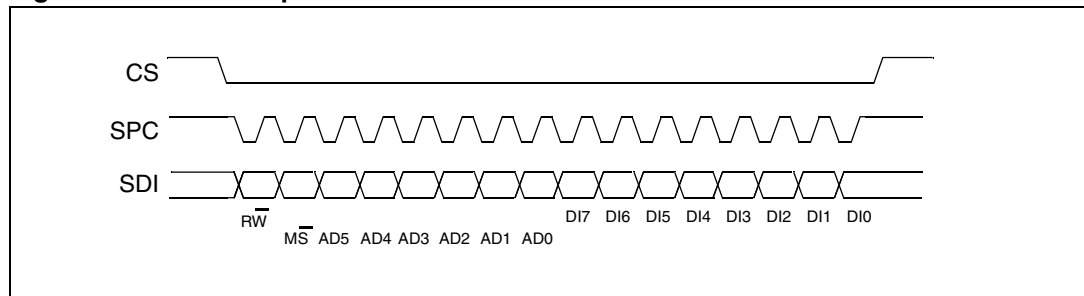 CS
SPC
SDI
RW̅ DI7 DI6 DI5 DI4 DI3 DI2 DI1 DI0
MS̅ AD5 AD4 AD3 AD2 AD1 AD0